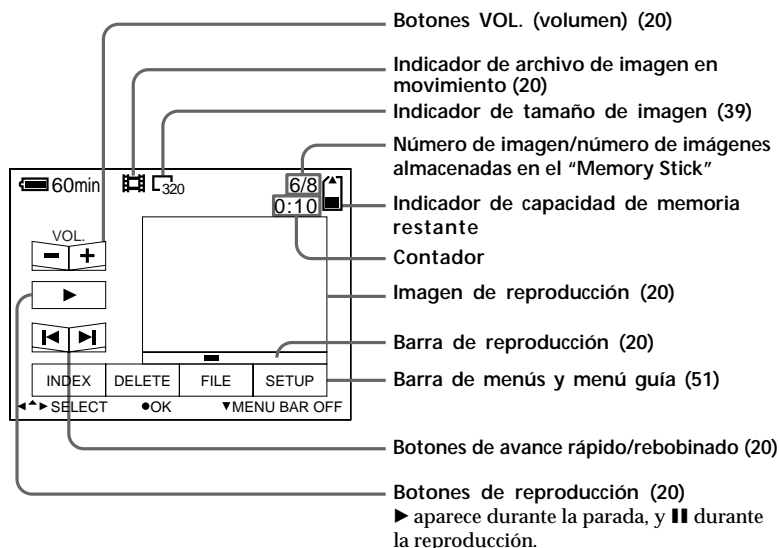 Botones VOL. (volumen) (20)
Indicador de archivo de imagen en
movimiento (20)
Indicador de tamaño de imagen (39)
Número de imagen/número de imágenes
almacenadas en el “Memory Stick”
Indicador de capacidad de memoria
restante
Contador
Imagen de reproducción (20)
Barra de reproducción (20)
Barra de menús y menú guía (51)
Botones de avance rápido/rebobinado (20)
Botones de reproducción (20)
▶ aparece durante la parada, y ❚❚ durante
la reproducción.
60min
320
6/8
0:10
VOL.
− +
INDEX DELETE FILE SETUP
◀▲▶ SELECT ●OK ▼MENU BAR OFF